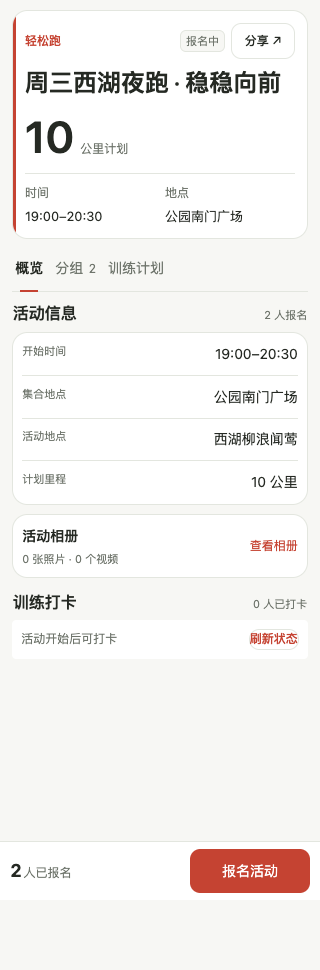 轻松跑
报名中
分享 ↗
周三西湖夜跑 · 稳稳向前
10 公里计划
时间 地点
19:00–20:30 公园南门广场
概览 分组 2 训练计划
活动信息 2 人报名
开始时间 19:00–20:30
集合地点 公园南门广场
活动地点 西湖柳浪闻莺
计划里程 10 公里
活动相册
0 张照片 · 0 个视频
查看相册
训练打卡 0 人已打卡
活动开始后可打卡 刷新状态
2 人已报名 报名活动